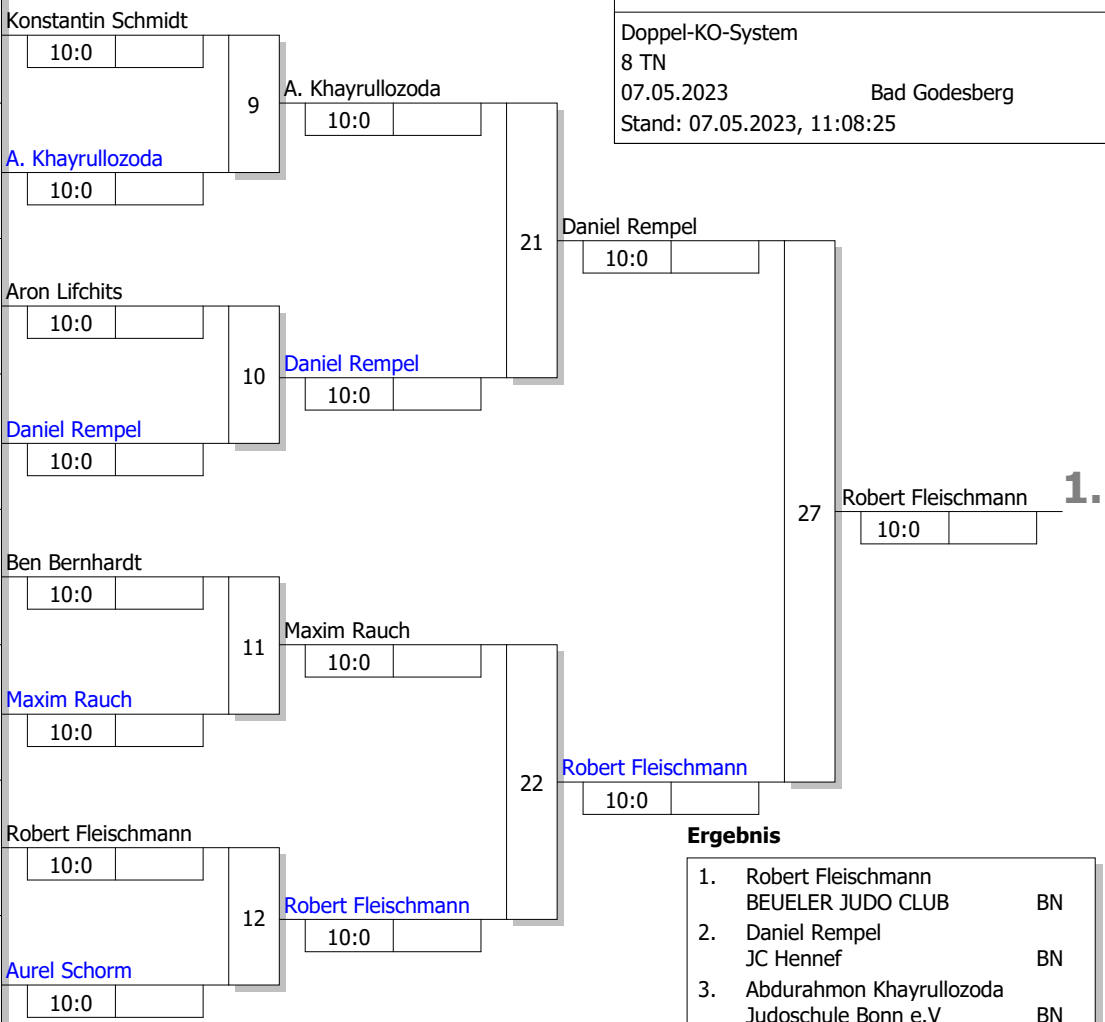 Konstantin Schmidt
10:0
Doppel-KO-System
8 TN
07.05.2023 Bad Godesberg
Stand: 07.05.2023, 11:08:25
9
A. Khayrullozoda
10:0
A. Khayrullozoda
10:0
21
Daniel Rempel
10:0
Aron Lifchits
10:0
10
Daniel Rempel
10:0
Daniel Rempel
10:0
27
Robert Fleischmann
1.
10:0
Ben Bernhardt
10:0
11
Maxim Rauch
10:0
Maxim Rauch
10:0
22
Robert Fleischmann
10:0
Robert Fleischmann
10:0
12
Robert Fleischmann
10:0
Aurel Schorm
10:0
Ergebnis
1. Robert Fleischmann
BEUELER JUDO CLUB BN
2. Daniel Rempel
JC Hennef BN
3. Abdurahmon Khayrullozoda
Judoschule Bonn e.V BN